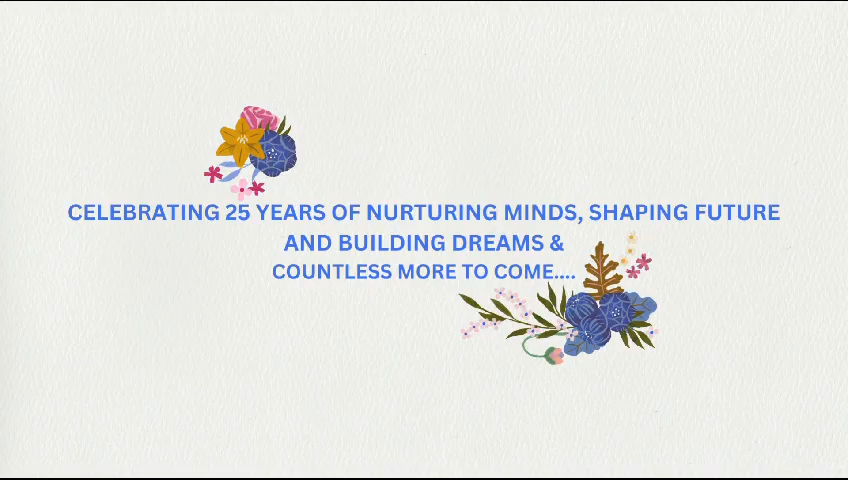 CELEBRATING 25 YEARS OF NURTURING MINDS, SHAPING FUTURE
AND BUILDING DREAMS &
COUNTLESS MORE TO COME....